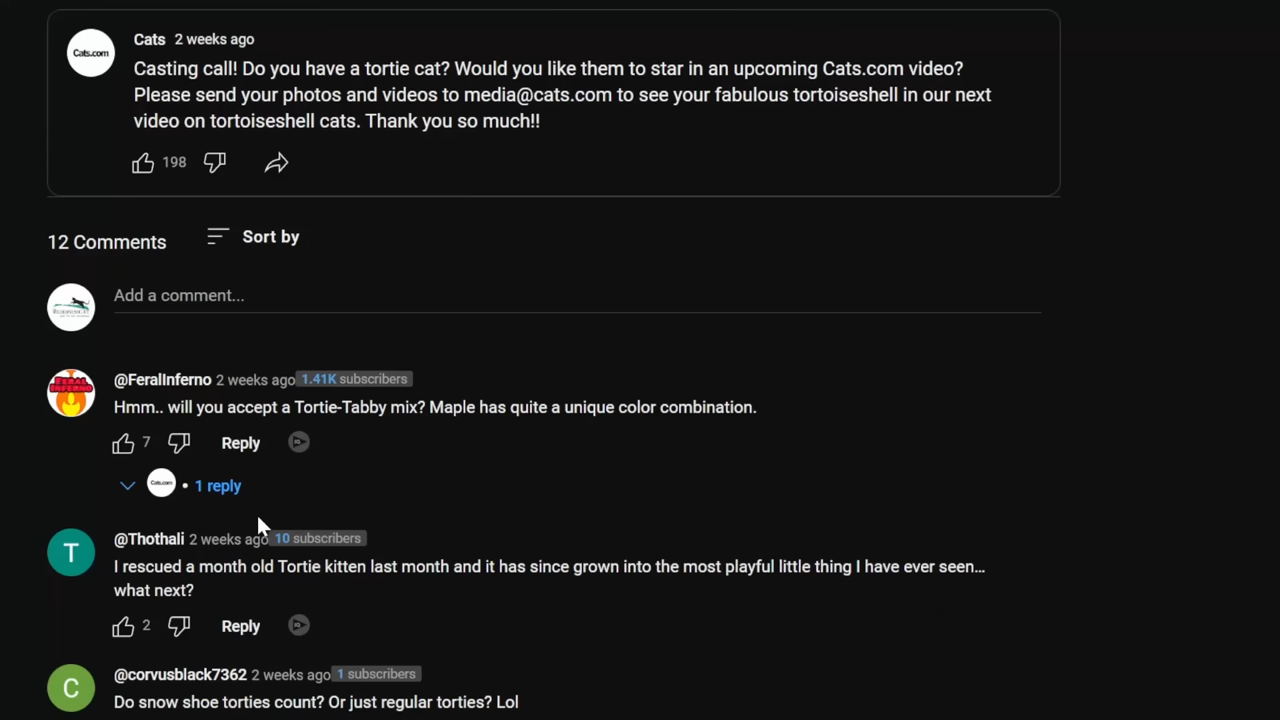 Cats.com
Cats 2 weeks ago
Casting call! Do you have a tortie cat? Would you like them to star in an upcoming Cats.com video?
Please send your photos and videos to media@cats.com to see your fabulous tortoiseshell in our next
video on tortoiseshell cats. Thank you so much!!
198
12 Comments
Sort by
Add a comment...
FERAL
INFERNO
@FeralInferno 2 weeks ago 1.41K subscribers
Hmm.. will you accept a Tortie-Tabby mix? Maple has quite a unique color combination.
7 Reply
Cats.com • 1 reply
T
@Thothali 2 weeks ago 10 subscribers
I rescued a month old Tortie kitten last month and it has since grown into the most playful little thing I have ever seen...
what next?
2 Reply
C
@corvusblack7362 2 weeks ago 1 subscribers
Do snow shoe torties count? Or just regular torties? Lol